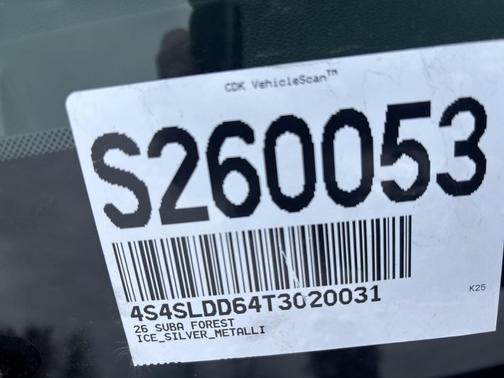 CDK VehicleScan™
S260053
4S4SLDD64T3020031
K25
26 SUBA FOREST
ICE_SILVER_METALLI